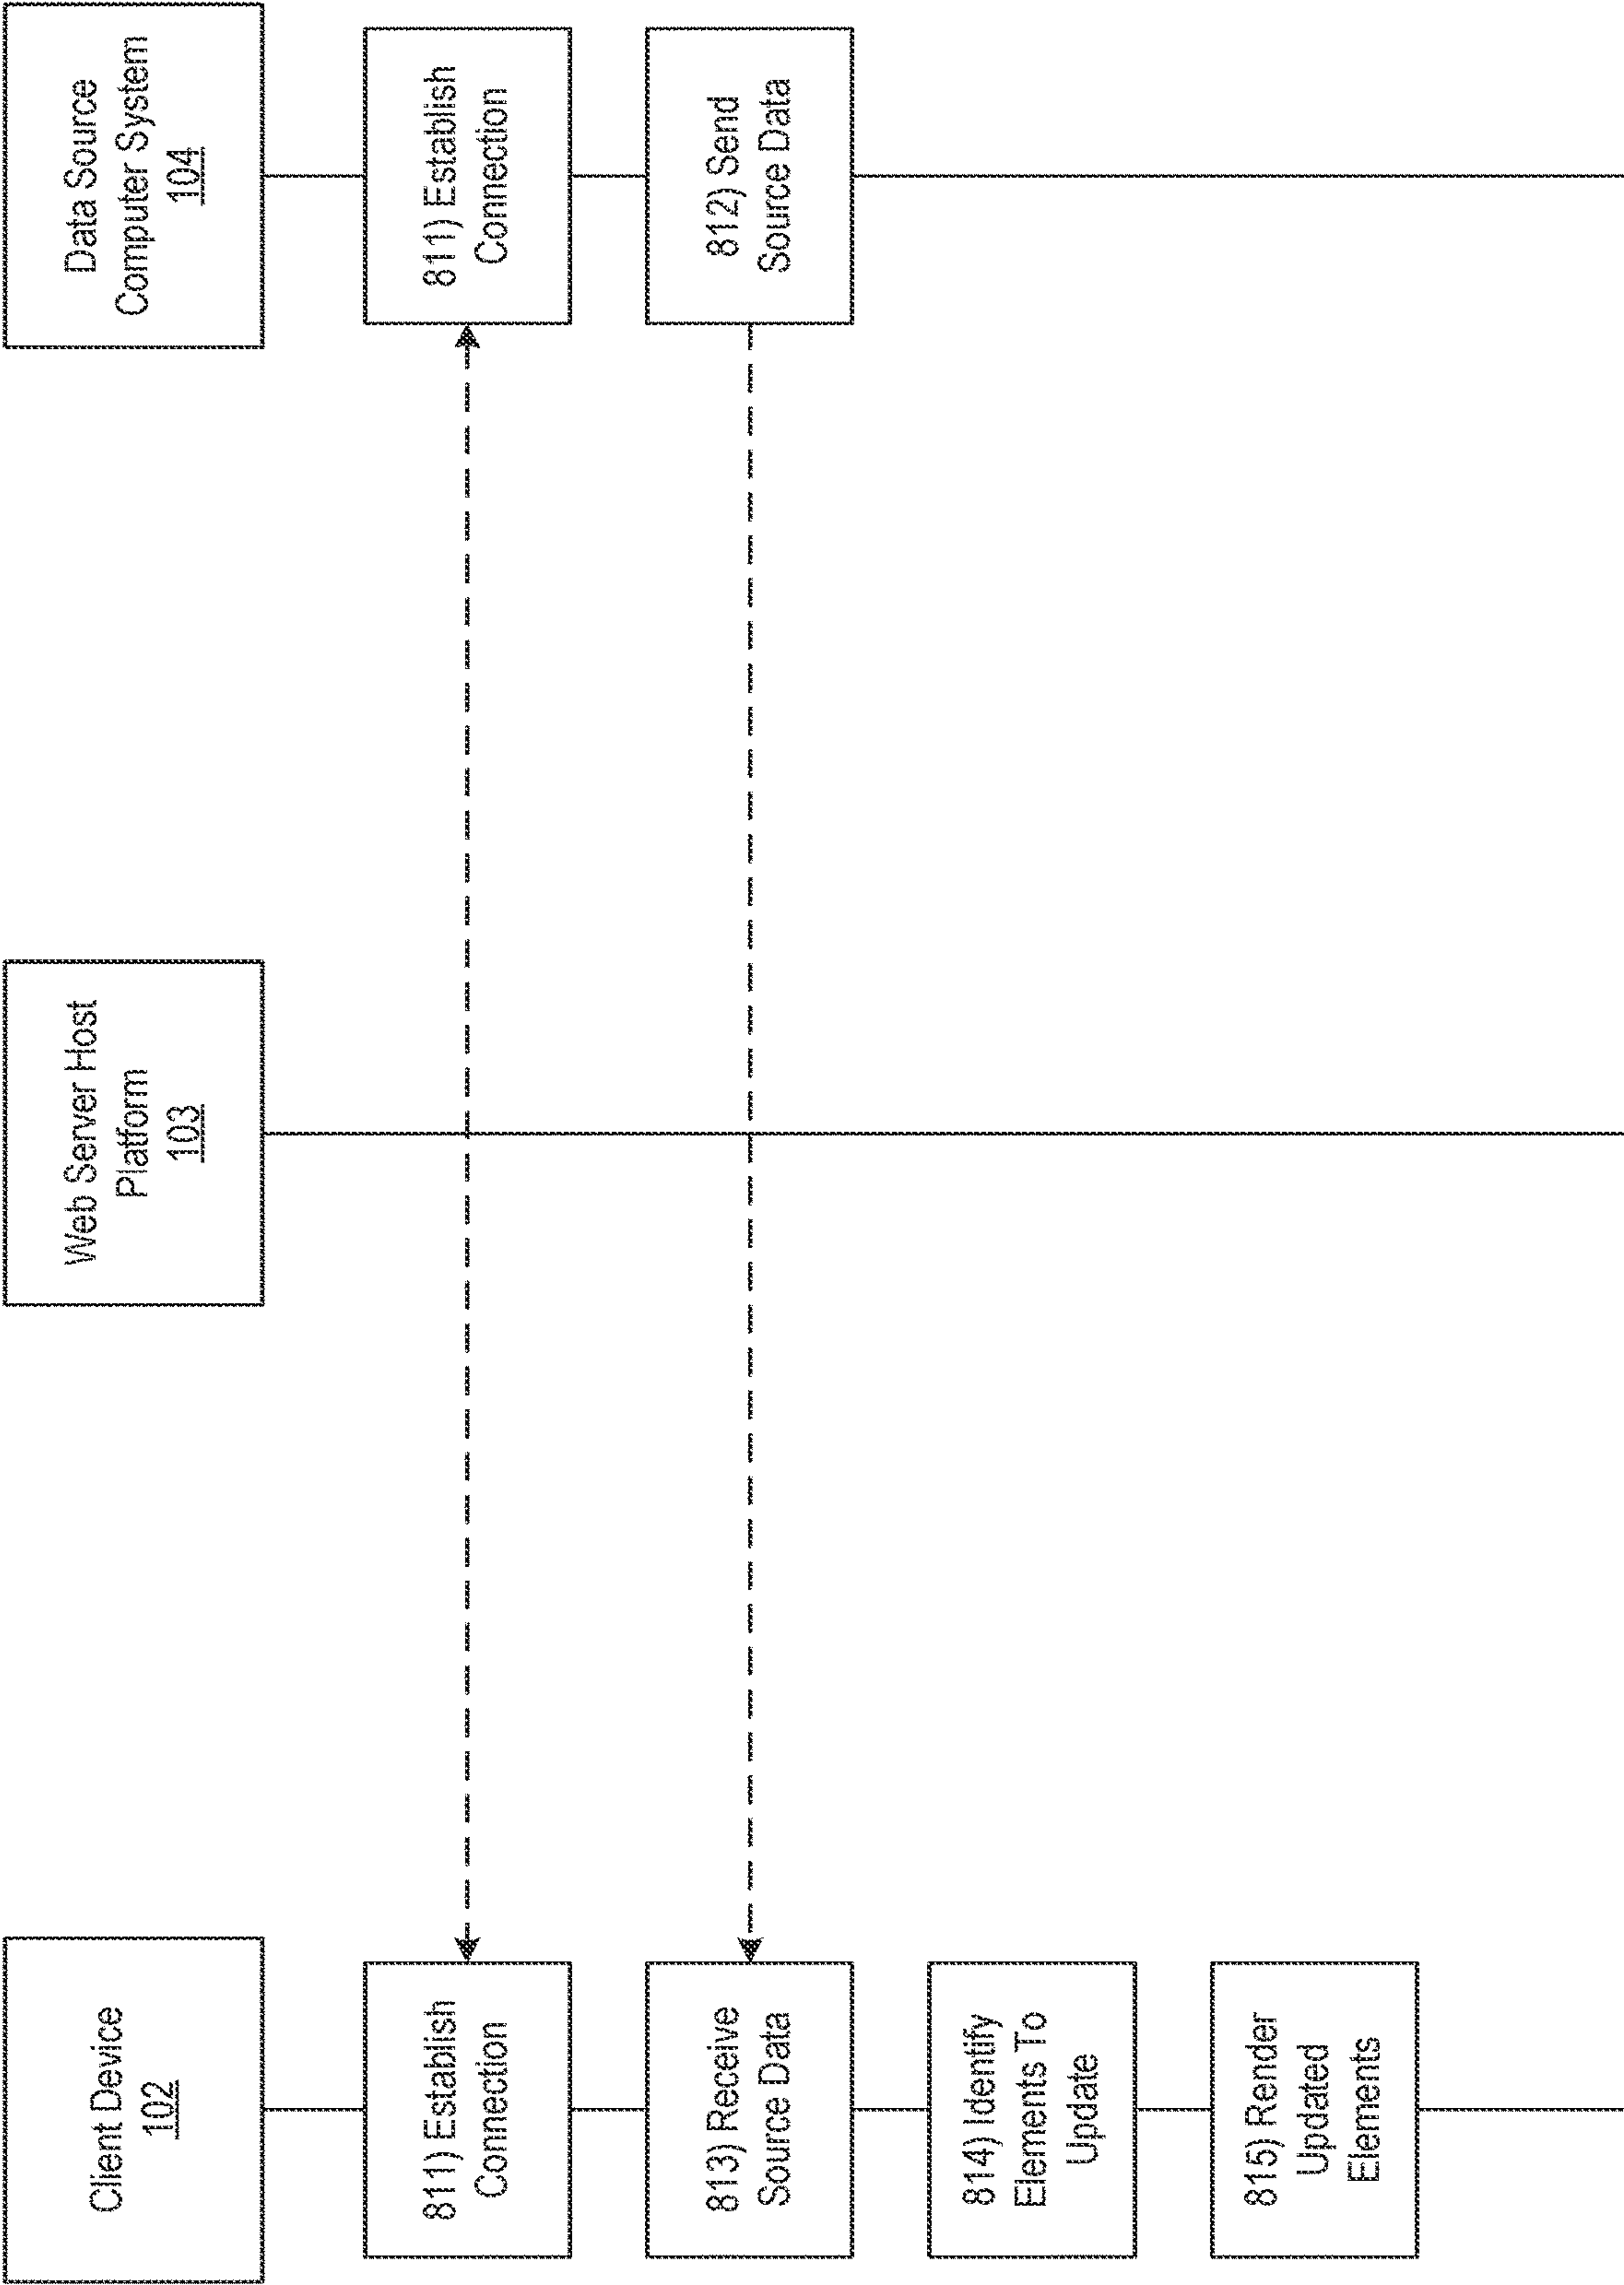 Client Device
102
Web Server Host
Platform
103
Data Source
Computer System
104
811) Establish
Connection
811) Establish
Connection
813) Receive
Source Data
812) Send
Source Data
814) Identify
Elements To
Update
815) Render
Updated
Elements